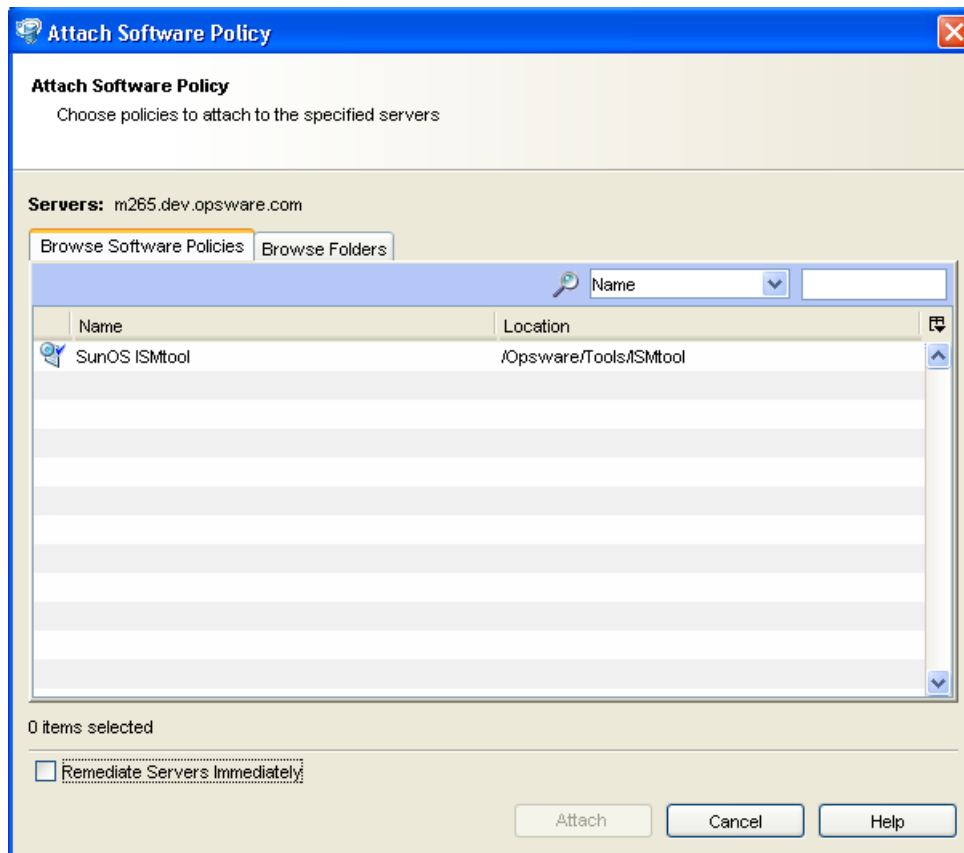 Attach Software Policy
Attach Software Policy
Choose policies to attach to the specified servers
Servers: m265.dev.opsware.com
Browse Software Policies Browse Folders
Name
Name Location
SunOS ISMtool /Opsware/Tools/ISMtool
0 items selected
Remediate Servers Immediately
Attach Cancel Help